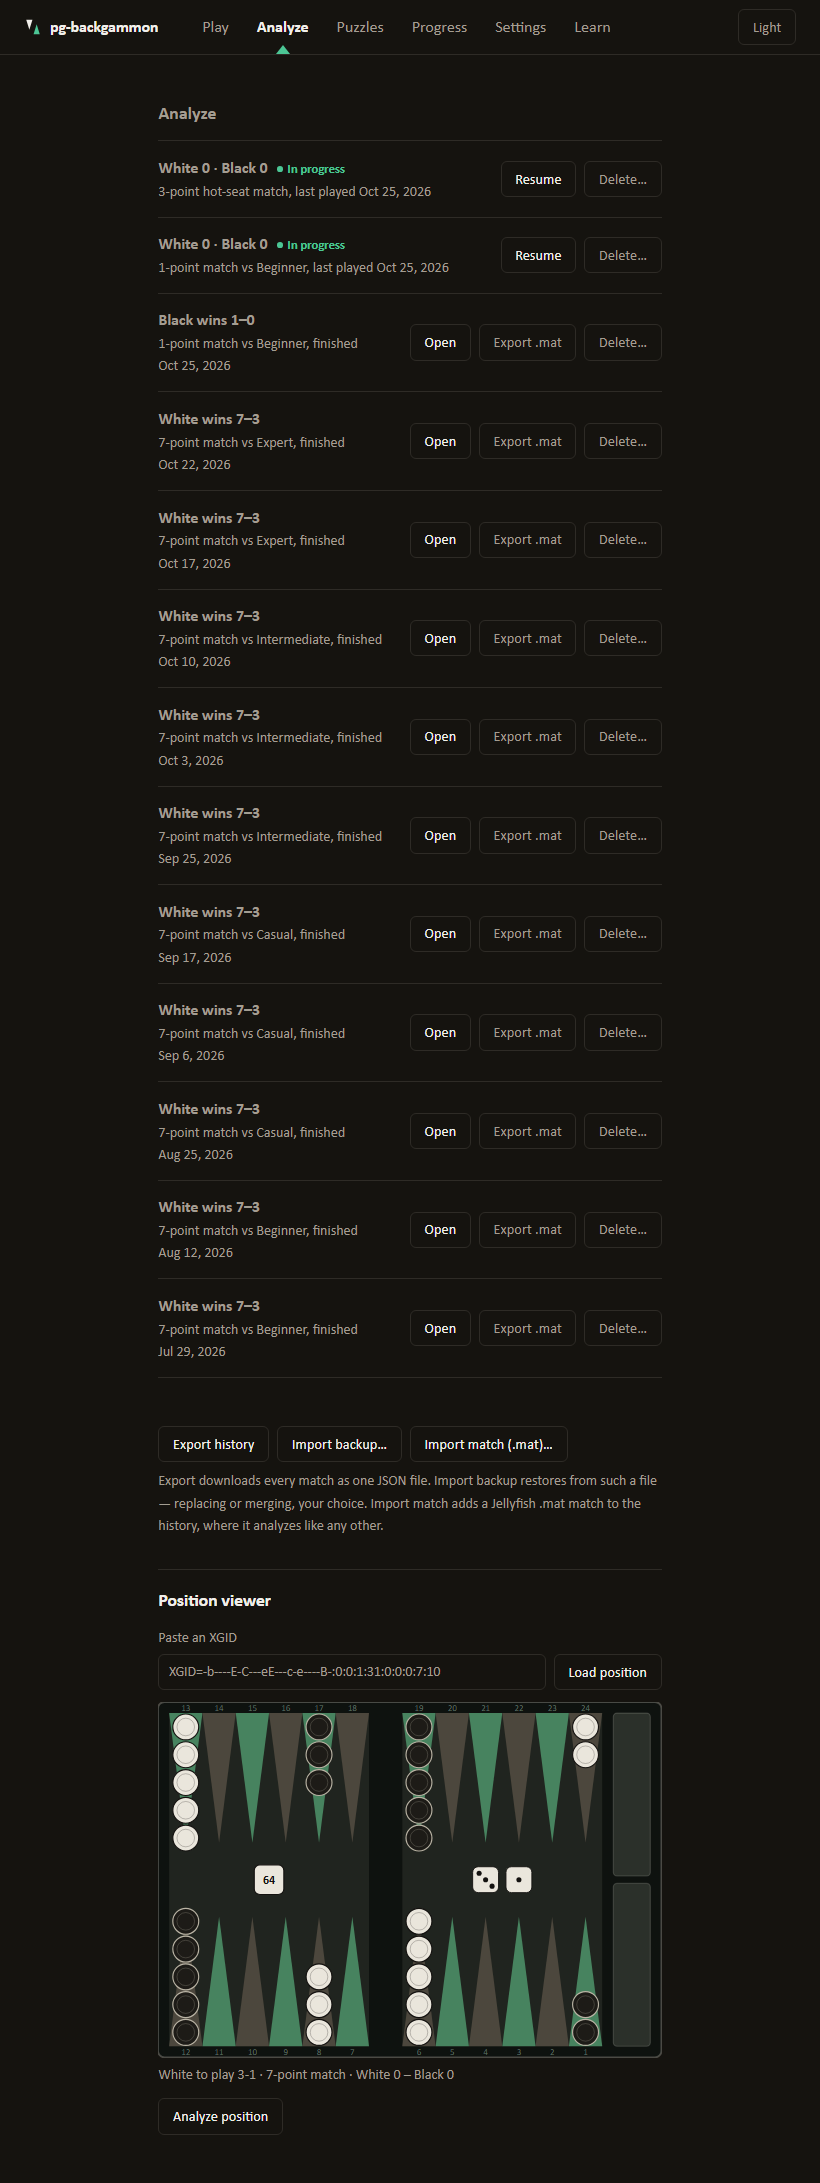 pg-backgammon Play Analyze Puzzles Progress Settings Learn Light
Analyze
White 0 · Black 0 In progress
3-point hot-seat match, last played Oct 25, 2026
Resume Delete...
White 0 · Black 0 In progress
1-point match vs Beginner, last played Oct 25, 2026
Resume Delete...
Black wins 1–0
1-point match vs Beginner, finished
Oct 25, 2026
Open Export .mat Delete...
White wins 7–3
7-point match vs Expert, finished
Oct 22, 2026
Open Export .mat Delete...
White wins 7–3
7-point match vs Expert, finished
Oct 17, 2026
Open Export .mat Delete...
White wins 7–3
7-point match vs Intermediate, finished
Oct 10, 2026
Open Export .mat Delete...
White wins 7–3
7-point match vs Intermediate, finished
Oct 3, 2026
Open Export .mat Delete...
White wins 7–3
7-point match vs Intermediate, finished
Sep 25, 2026
Open Export .mat Delete...
White wins 7–3
7-point match vs Casual, finished
Sep 17, 2026
Open Export .mat Delete...
White wins 7–3
7-point match vs Casual, finished
Sep 6, 2026
Open Export .mat Delete...
White wins 7–3
7-point match vs Casual, finished
Aug 25, 2026
Open Export .mat Delete...
White wins 7–3
7-point match vs Beginner, finished
Aug 12, 2026
Open Export .mat Delete...
White wins 7–3
7-point match vs Beginner, finished
Jul 29, 2026
Open Export .mat Delete...
Export history Import backup... Import match (.mat)...
Export downloads every match as one JSON file. Import backup restores from such a file
— replacing or merging, your choice. Import match adds a Jellyfish .mat match to the
history, where it analyzes like any other.
Position viewer
Paste an XGID
XGID=-b----E-C---eE---c-e----B-:0:0:1:31:0:0:0:7:10
Load position
13 14 15 16 17 18 19 20 21 22 23 24
64
12 11 10 9 8 7 6 5 4 3 2 1
White to play 3-1 · 7-point match · White 0 – Black 0
Analyze position